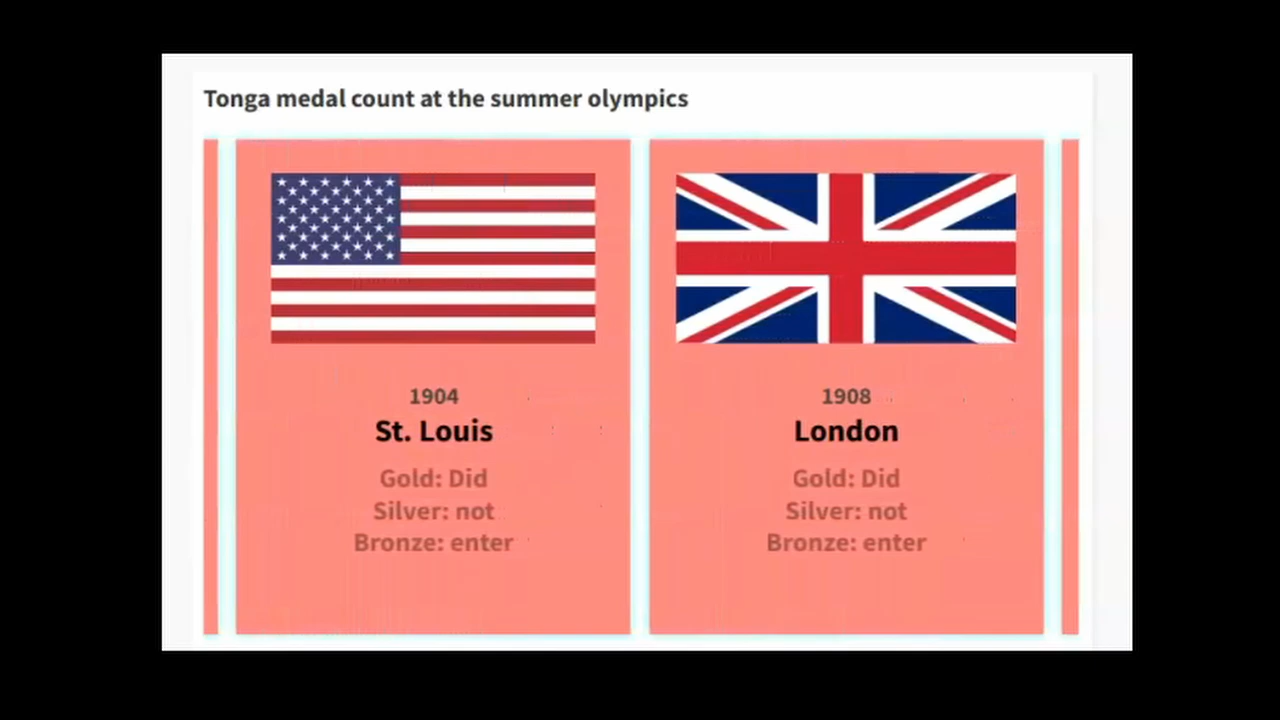 Tonga medal count at the summer olympics
1904
St. Louis
Gold: Did
Silver: not
Bronze: enter
1908
London
Gold: Did
Silver: not
Bronze: enter